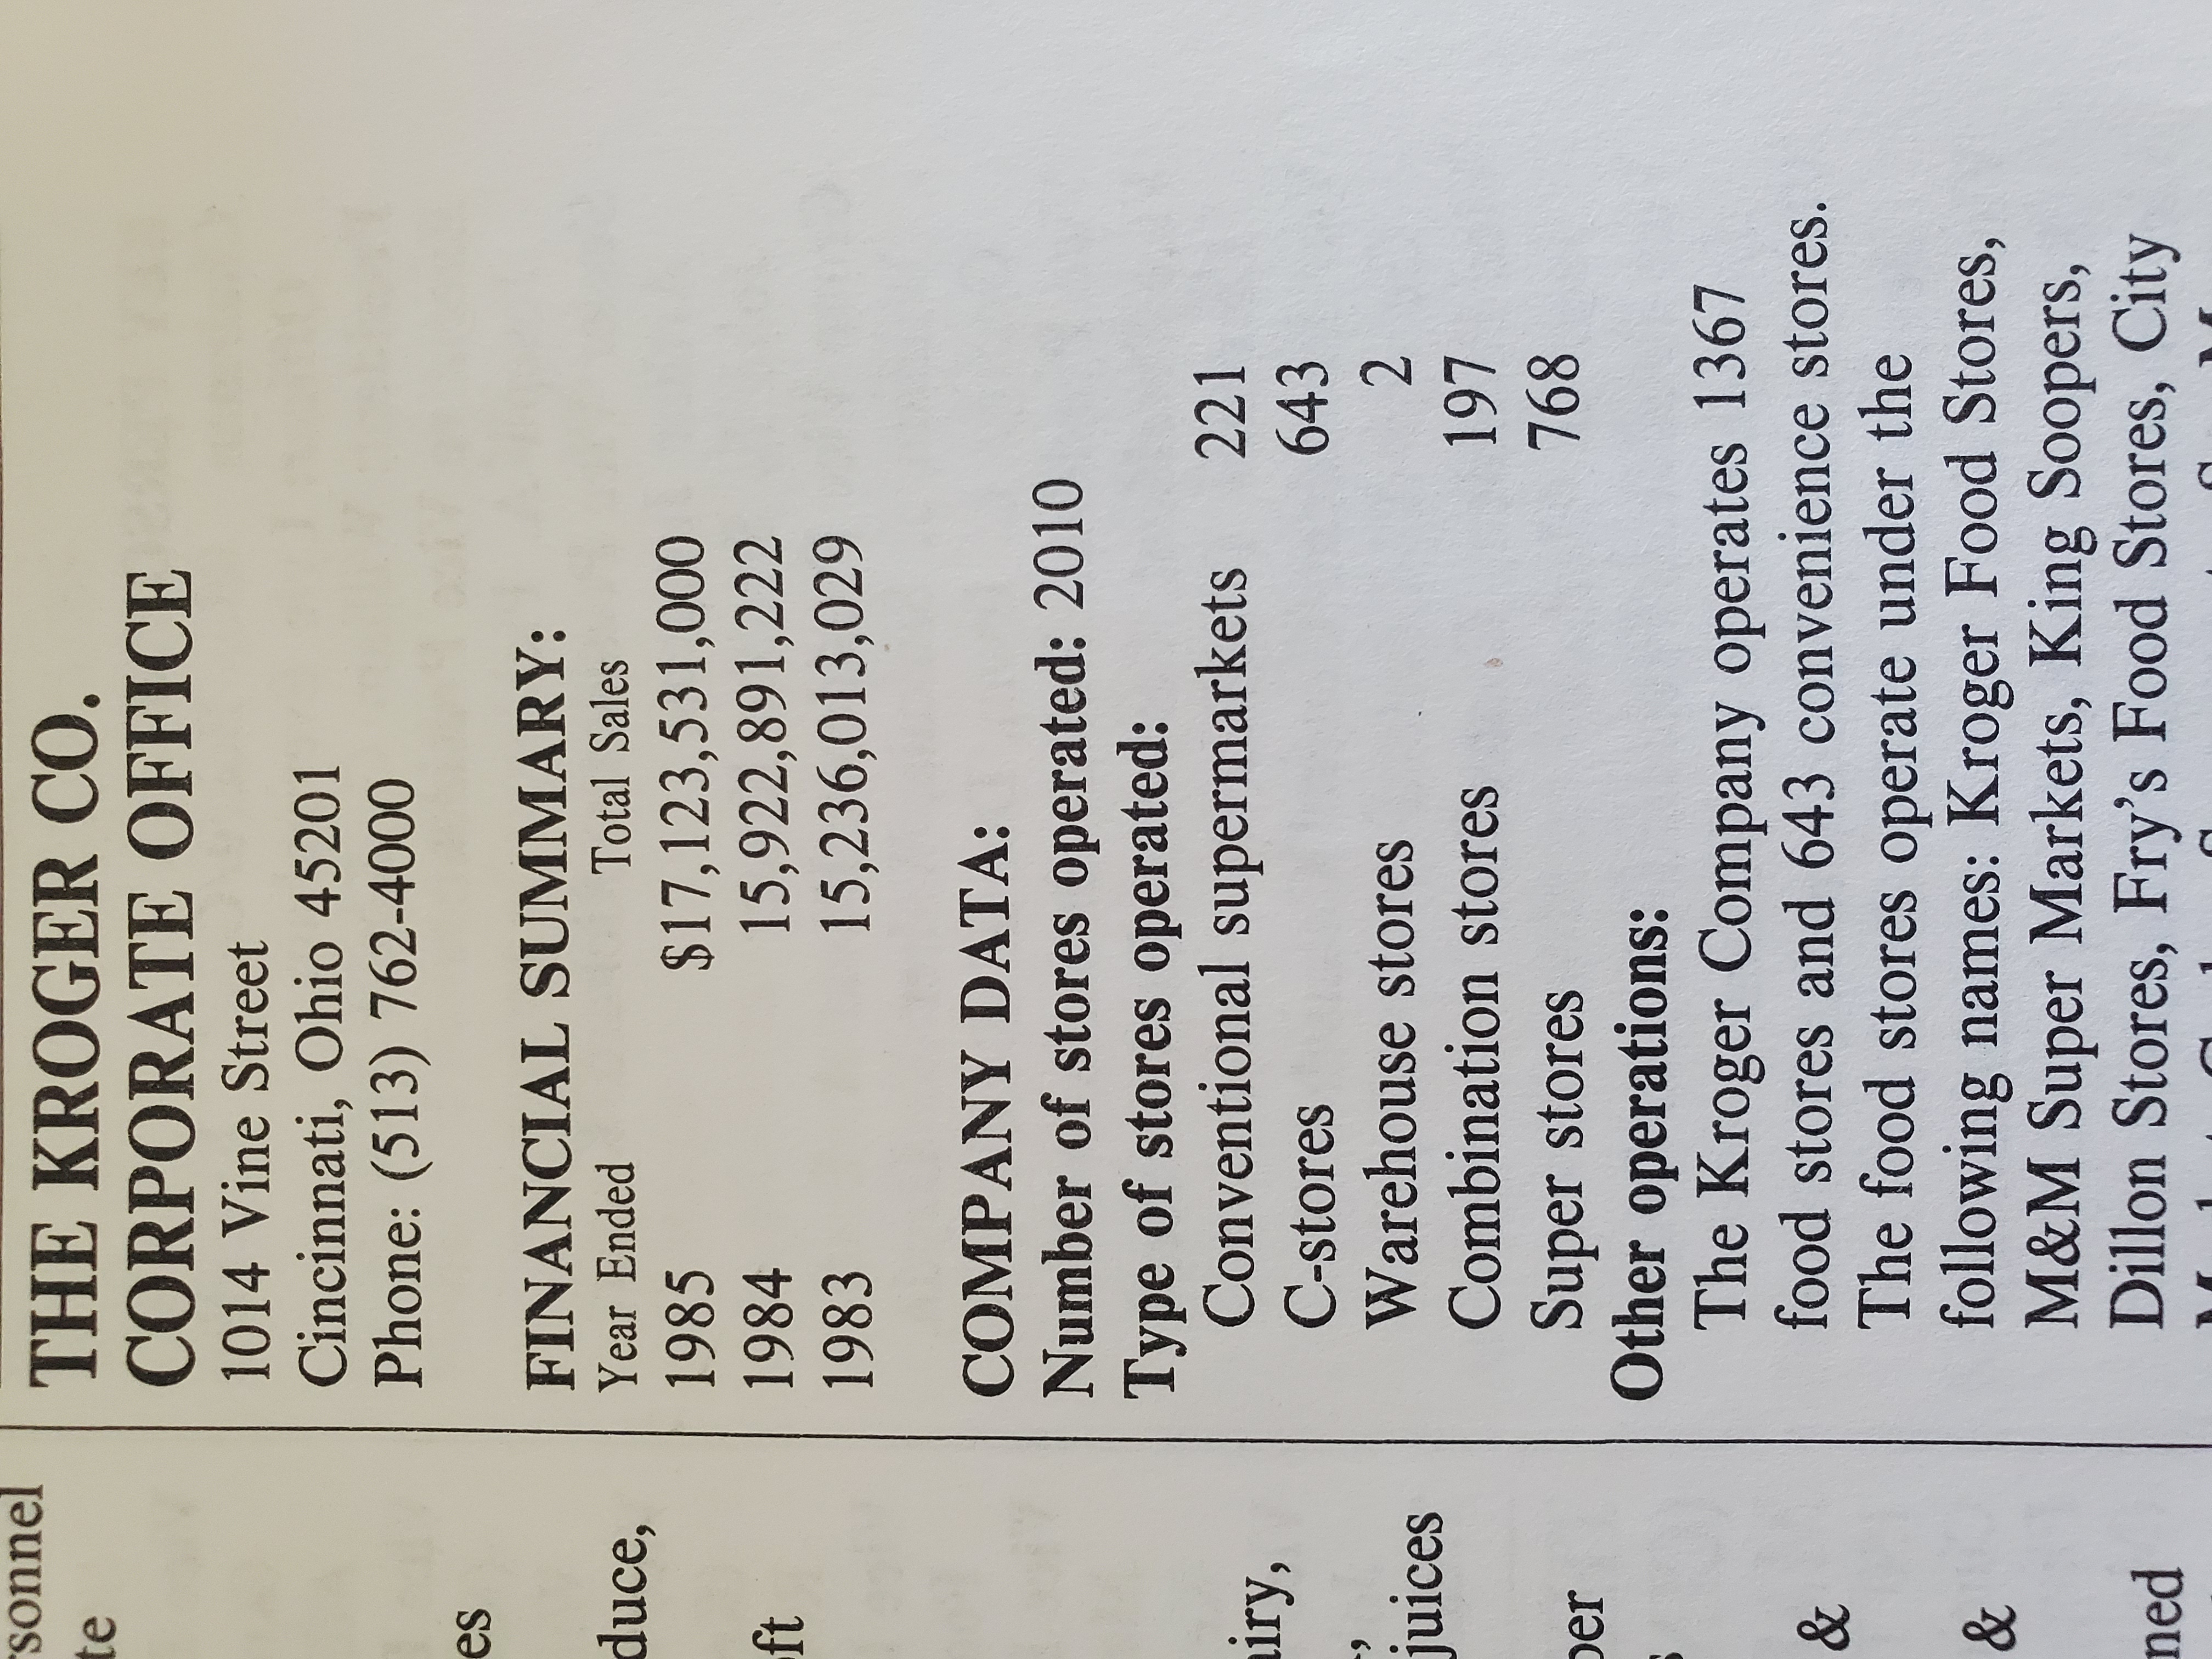 THE KROGER CO.
CORPORATE OFFICE
1014 Vine Street
Cincinnati, Ohio 45201
Phone: (513) 762-4000
FINANCIAL SUMMARY:
Year Ended Total Sales
1985 $17,123,531,000
1984 15,922,891,222
1983 15,236,013,029
COMPANY DATA:
Number of stores operated: 2010
Type of stores operated:
Conventional supermarkets 221
C-stores 643
Warehouse stores 2
Combination stores 197
Super stores 768
Other operations:
The Kroger Company operates 1367
food stores and 643 convenience stores.
The food stores operate under the
following names: Kroger Food Stores,
M&M Super Markets, King Soopers,
Dillon Stores, Fry's Food Stores, City
juices
&
&